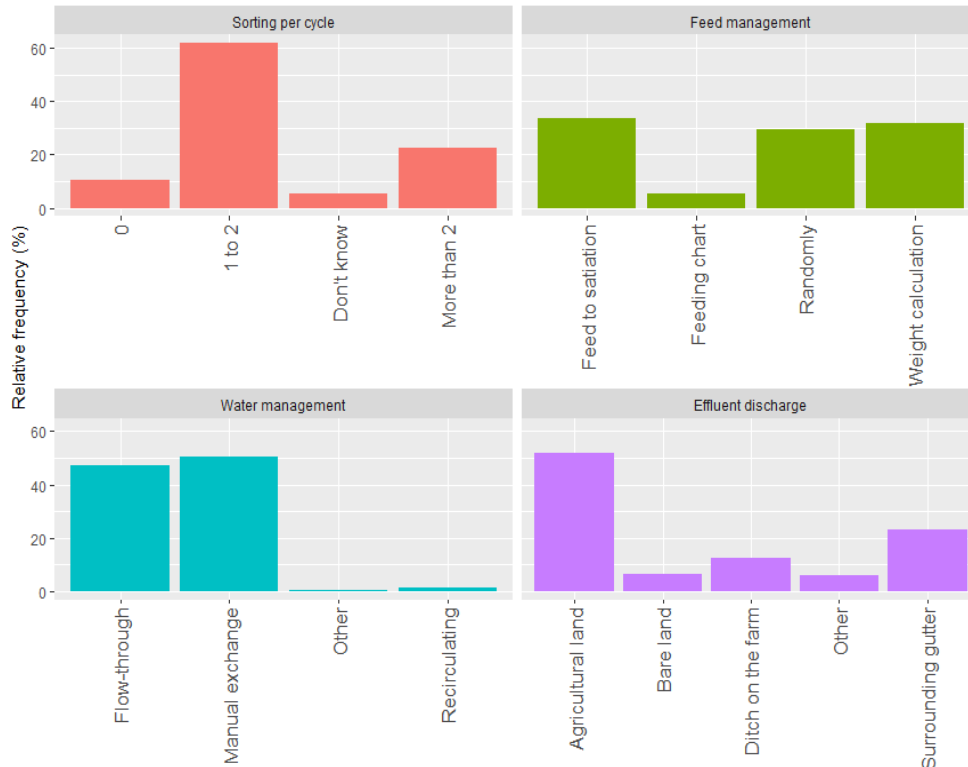 Relative frequency (%)
Sorting per cycle
60
40
20
0
0
1 to 2
Don't know
More than 2
Feed management
Feed to satiation
Feeding chart
Randomly
Weight calculation
Water management
60
40
20
0
Flow-through
Manual exchange
Other
Recirculating
Effluent discharge
Agricultural land
Bare land
Ditch on the farm
Other
Surrounding gutter